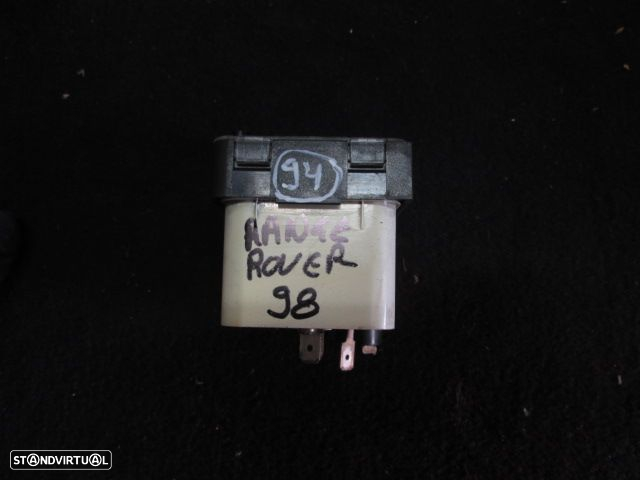 94
RANGE
ROVER
98
STANDVIRTUAL